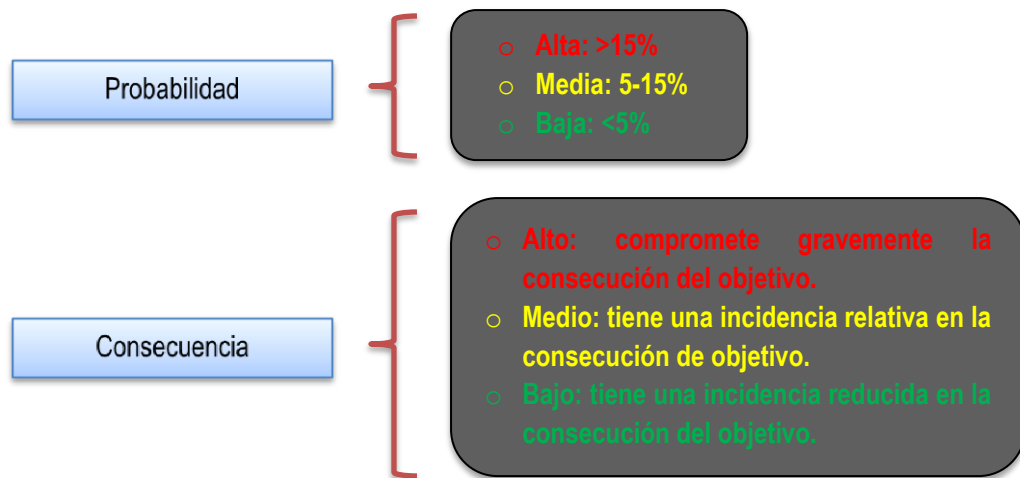 Probabilidad
o Alta: >15%
o Media: 5-15%
o Baja: <5%
Consecuencia
o Alto: compromete gravemente la
consecución del objetivo.
o Medio: tiene una incidencia relativa en la
consecución de objetivo.
o Bajo: tiene una incidencia reducida en la
consecución del objetivo.